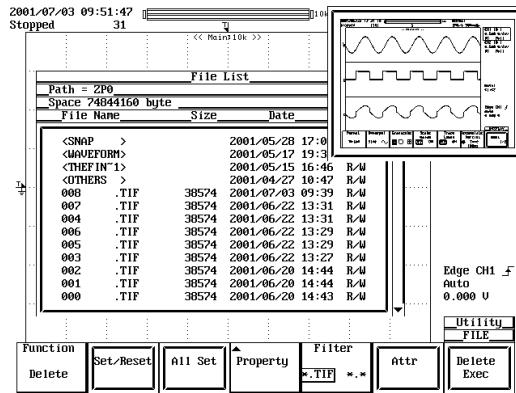 2001/07/03 09:51:47
Stopped 31
10k
<< Main:10k >>
File List
Path = ZP0
Space 74844160 byte
File Name Size Date
<SNAP > 2001/05/28 17:0
<WAVEFORM> 2001/05/17 19:3
<THEFIN~1> 2001/05/15 16:46 R/W
<OTHERS > 2001/04/27 10:47 R/W
008 .TIF 38574 2001/07/03 09:39 R/W
007 .TIF 38574 2001/06/22 13:31 R/W
004 .TIF 38574 2001/06/22 13:31 R/W
006 .TIF 38574 2001/06/22 13:29 R/W
005 .TIF 38574 2001/06/22 13:29 R/W
003 .TIF 38574 2001/06/22 13:27 R/W
002 .TIF 38574 2001/06/20 14:44 R/W
001 .TIF 38574 2001/06/20 14:44 R/W
000 .TIF 38574 2001/06/20 14:43 R/W
Edge CH1
Auto
0.000 V
Utility
FILE
Function
Delete
Set/Reset
All Set
Property
Filter
*.TIF *.*
Attr
Delete
Exec